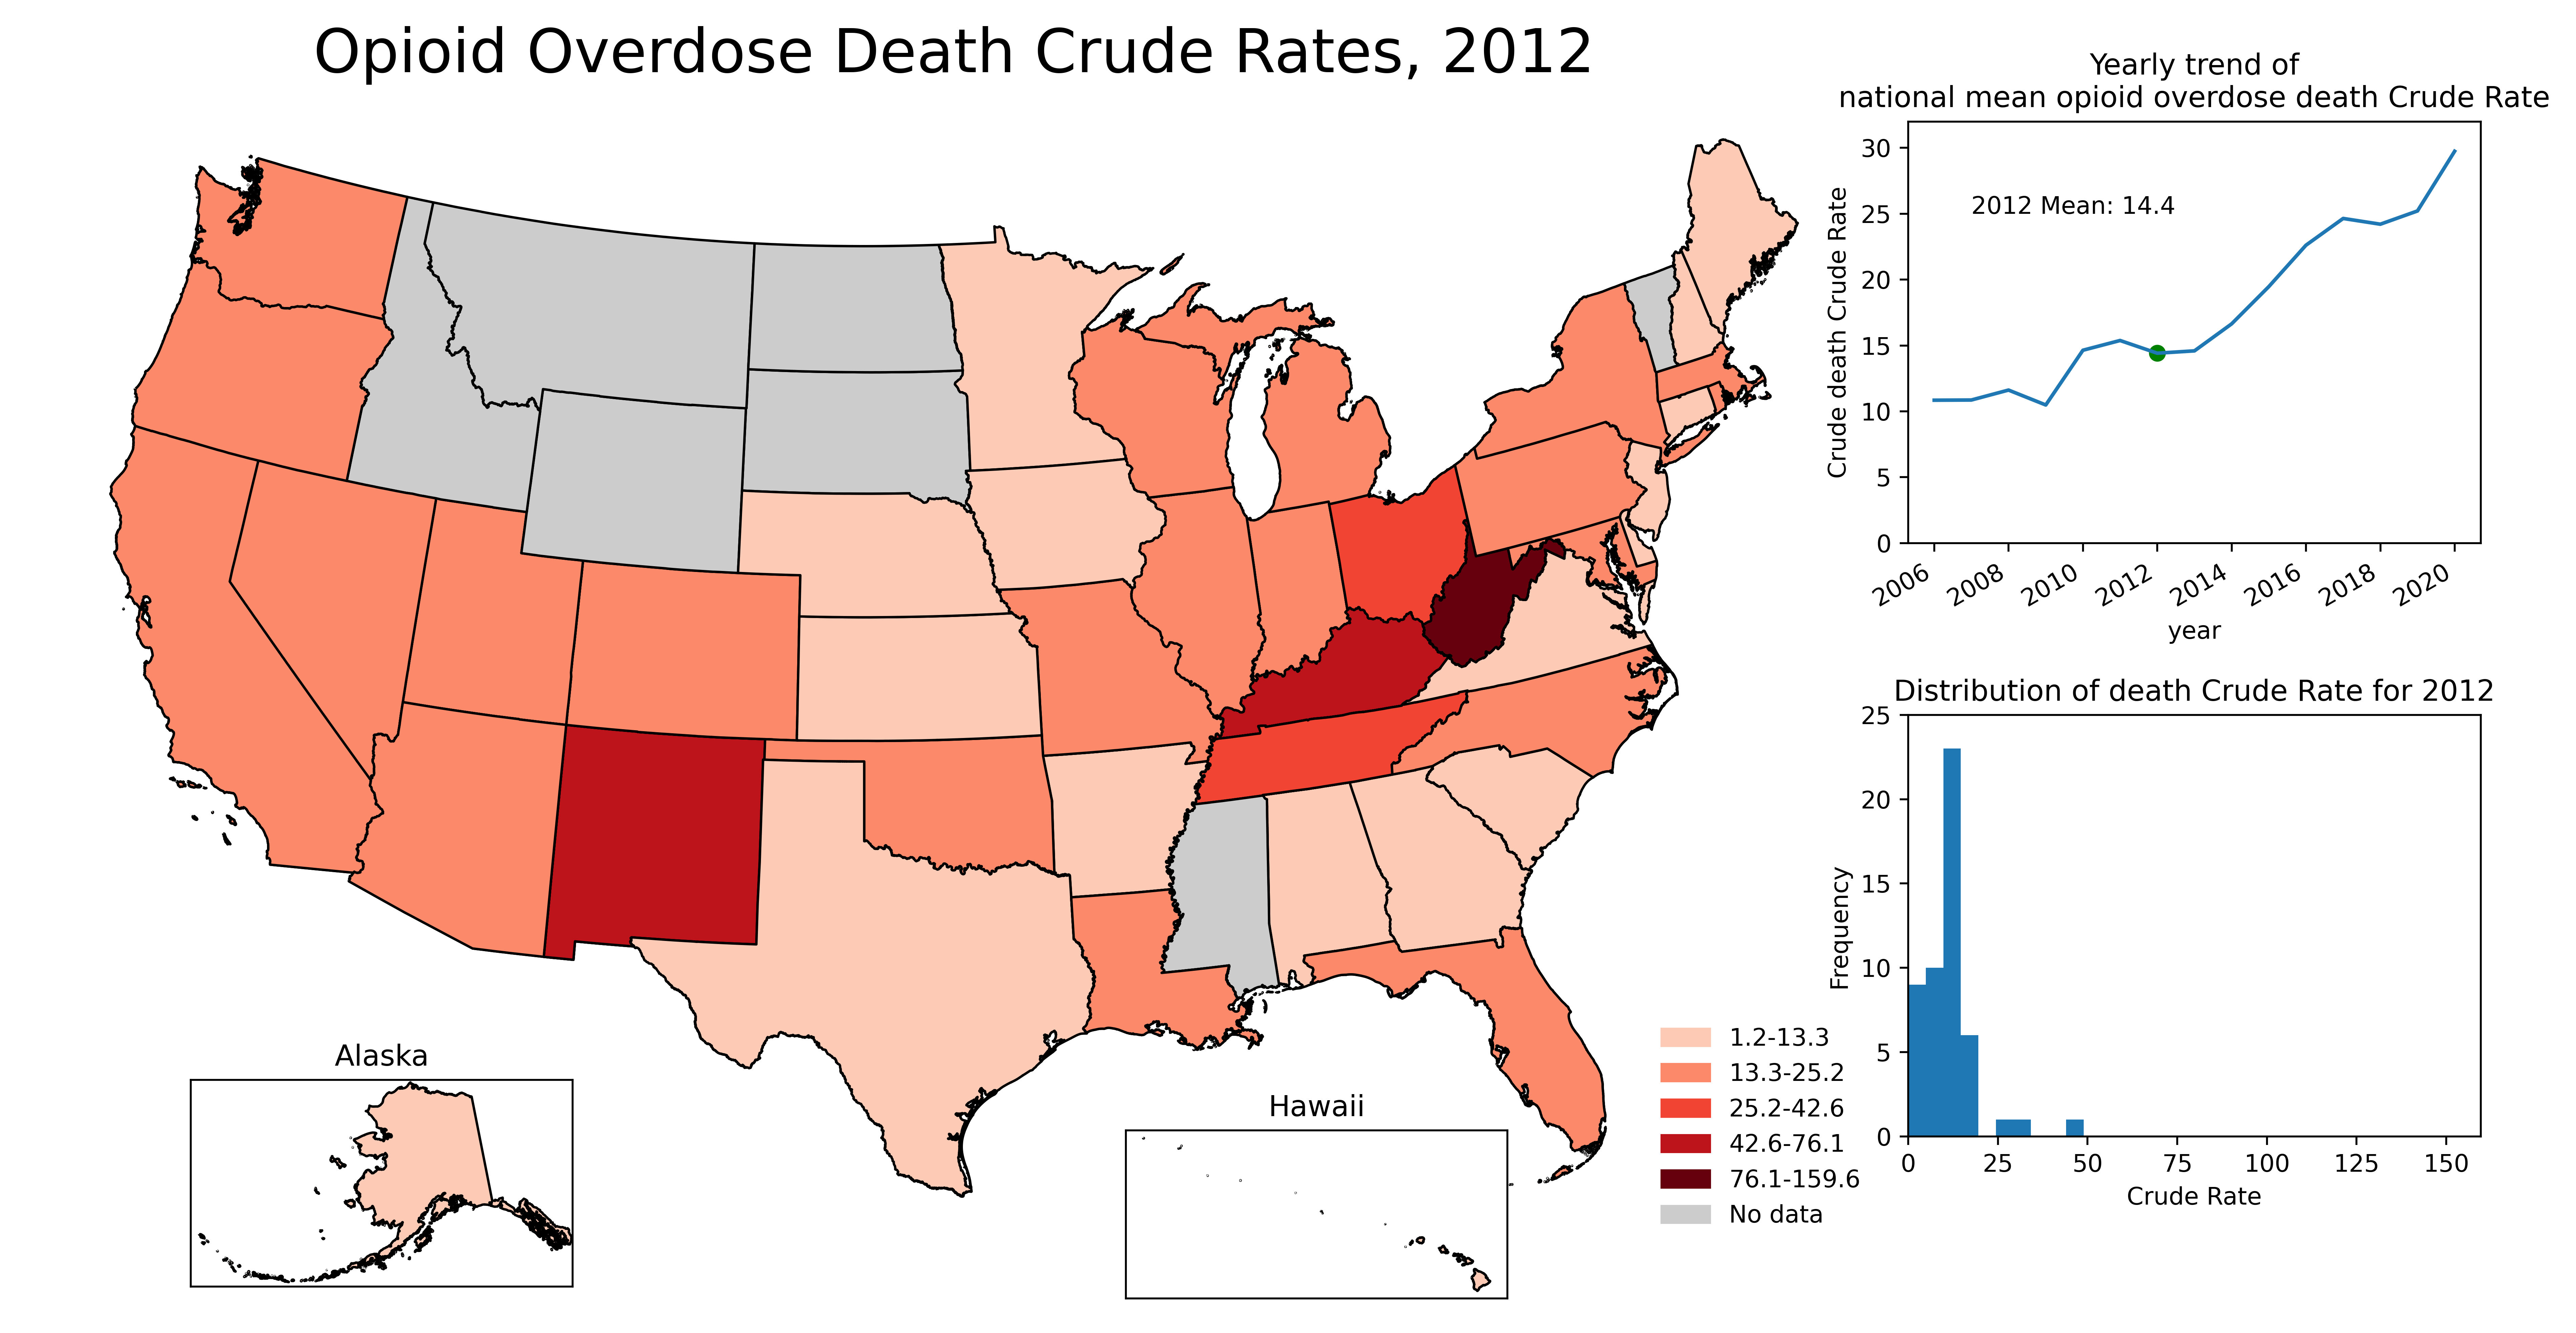 Opioid Overdose Death Crude Rates, 2012
Alaska
Hawaii
1.2-13.3
13.3-25.2
25.2-42.6
42.6-76.1
76.1-159.6
No data
Yearly trend of
national mean opioid overdose death Crude Rate
Crude death Crude Rate
30
25
20
15
10
5
0
2012 Mean: 14.4
2006
2008
2010
2012
2014
2016
2018
2020
year
Distribution of death Crude Rate for 2012
Frequency
25
20
15
10
5
0
0
25
50
75
100
125
150
Crude Rate